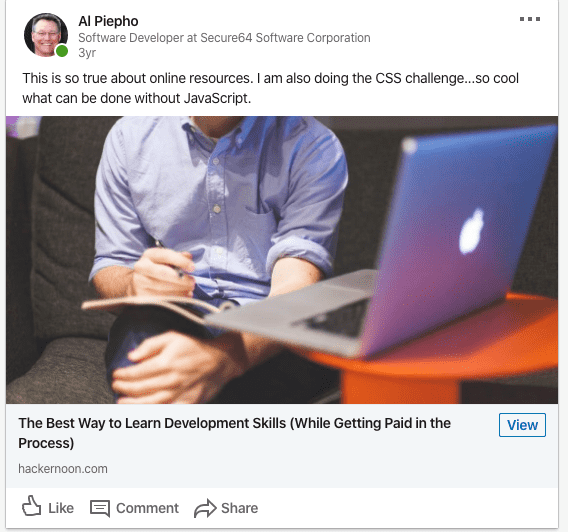 Al Piepho
Software Developer at Secure64 Software Corporation
3yr
This is so true about online resources. I am also doing the CSS challenge...so cool
what can be done without JavaScript.
The Best Way to Learn Development Skills (While Getting Paid in the
Process)
View
hackernoon.com
Like Comment Share